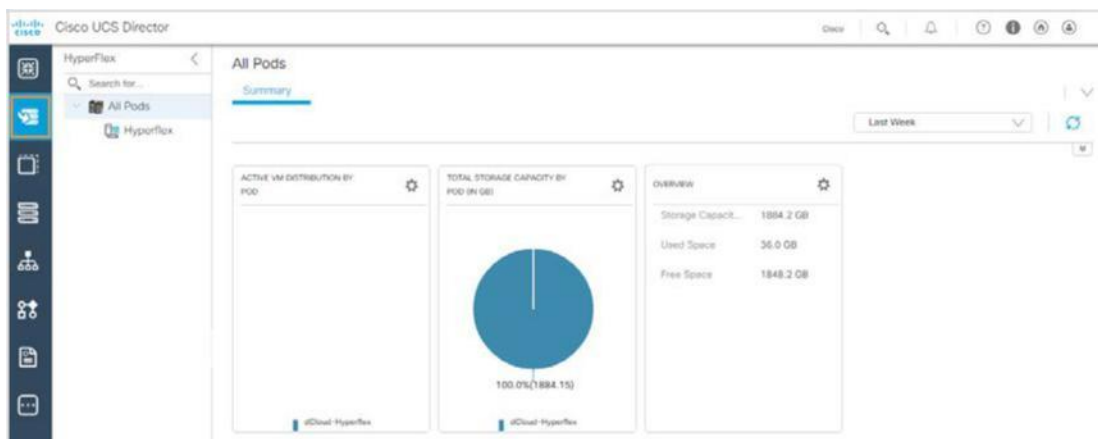 cisco Cisco UCS Director
Cisco
HyperFlex
Search for...
All Pods
Hyperflex
All Pods
Summary
Last Week
ACTIVE VM DISTRIBUTION BY
POD
dCloud-Hyperflex
TOTAL STORAGE CAPACITY BY
POD (IN GB)
100.0%(1884.15)
dCloud-Hyperflex
OVERVIEW
Storage Capacit... 1884.2 GB
Used Space 36.0 GB
Free Space 1848.2 GB